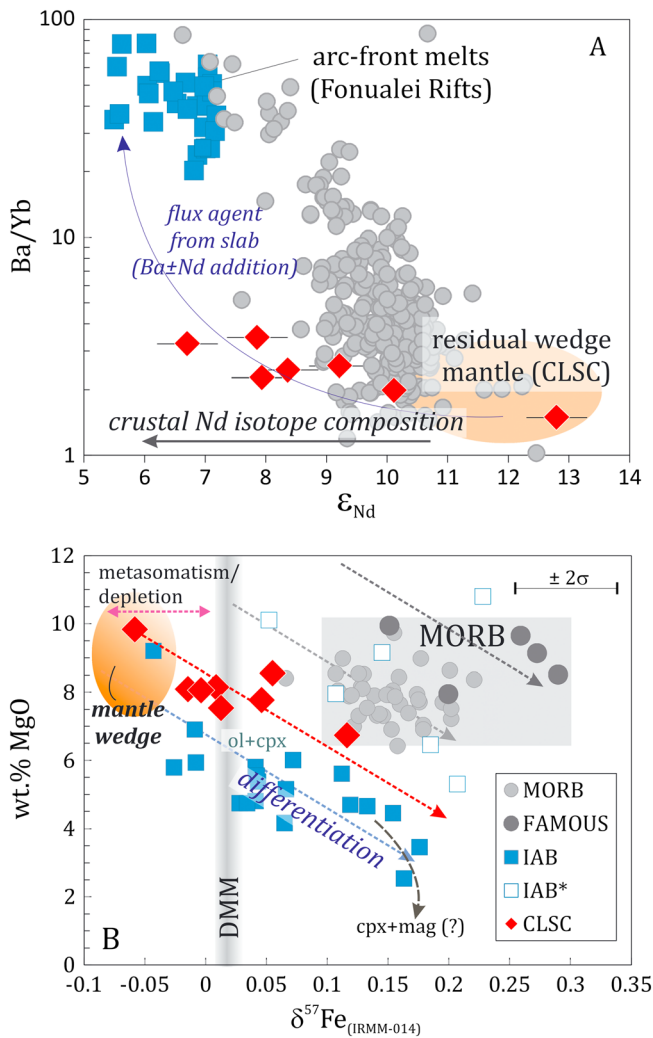 100
10
1
Ba/Yb
A
arc-front melts
(Fonualei Rifts)
flux agent
from slab
(Ba±Nd addition)
residual wedge
mantle (CLSC)
crustal Nd isotope composition
5 6 7 8 9 10 11 12 13 14
εNd
12
10
8
6
4
2
0
wt.% MgO
metasomatism/
depletion
± 2σ
MORB
mantle
wedge
ol+cpx
differentiation
DMM
cpx+mag (?)
B
MORB
FAMOUS
IAB
IAB*
CLSC
-0.1 -0.05 0 0.05 0.1 0.15 0.2 0.25 0.3 0.35
δ⁵⁷Fe(IRMM-014)